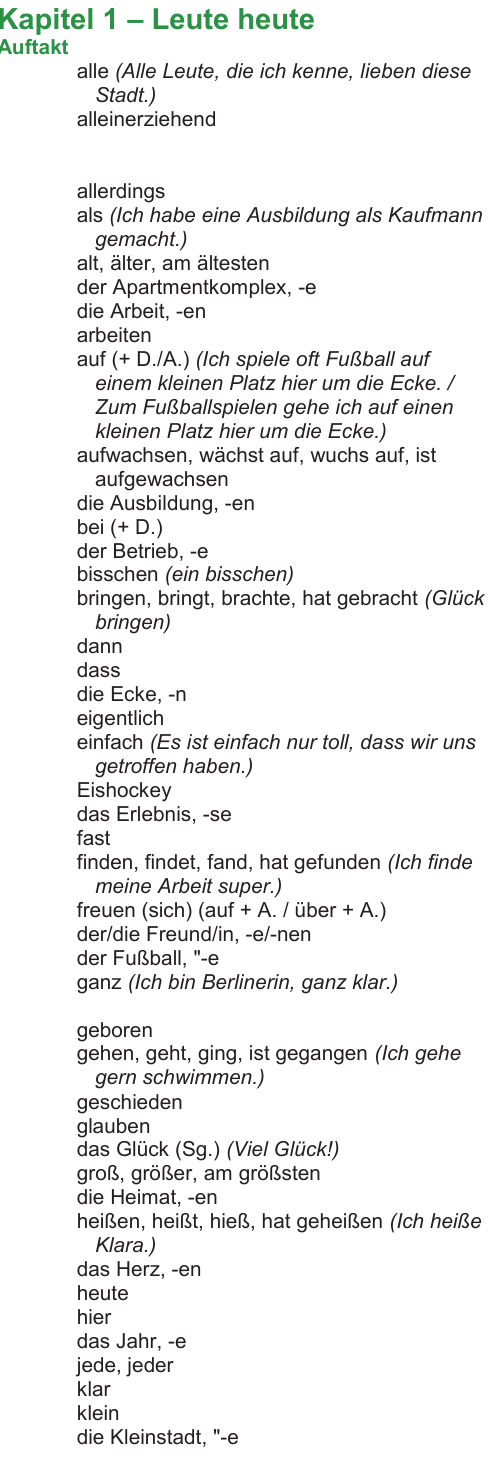 Kapitel 1 – Leute heute
Auftakt
alle (Alle Leute, die ich kenne, lieben diese
Stadt.)
alleinerziehend
allerdings
als (Ich habe eine Ausbildung als Kaufmann
gemacht.)
alt, älter, am ältesten
der Apartmentkomplex, -e
die Arbeit, -en
arbeiten
auf (+ D./A.) (Ich spiele oft Fußball auf
einem kleinen Platz hier um die Ecke. /
Zum Fußballspielen gehe ich auf einen
kleinen Platz hier um die Ecke.)
aufwachsen, wächst auf, wuchs auf, ist
aufgewachsen
die Ausbildung, -en
bei (+ D.)
der Betrieb, -e
bisschen (ein bisschen)
bringen, bringt, brachte, hat gebracht (Glück
bringen)
dann
dass
die Ecke, -n
eigentlich
einfach (Es ist einfach nur toll, dass wir uns
getroffen haben.)
Eishockey
das Erlebnis, -se
fast
finden, findet, fand, hat gefunden (Ich finde
meine Arbeit super.)
freuen (sich) (auf + A. / über + A.)
der/die Freund/in, -e/-nen
der Fußball, "-e
ganz (Ich bin Berlinerin, ganz klar.)
geboren
gehen, geht, ging, ist gegangen (Ich gehe
gern schwimmen.)
geschieden
glauben
das Glück (Sg.) (Viel Glück!)
groß, größer, am größsten
die Heimat, -en
heißen, heißt, hieß, hat geheißen (Ich heiße
Klara.)
das Herz, -en
heute
hier
das Jahr, -e
jede, jeder
klar
klein
die Kleinstadt, "-e